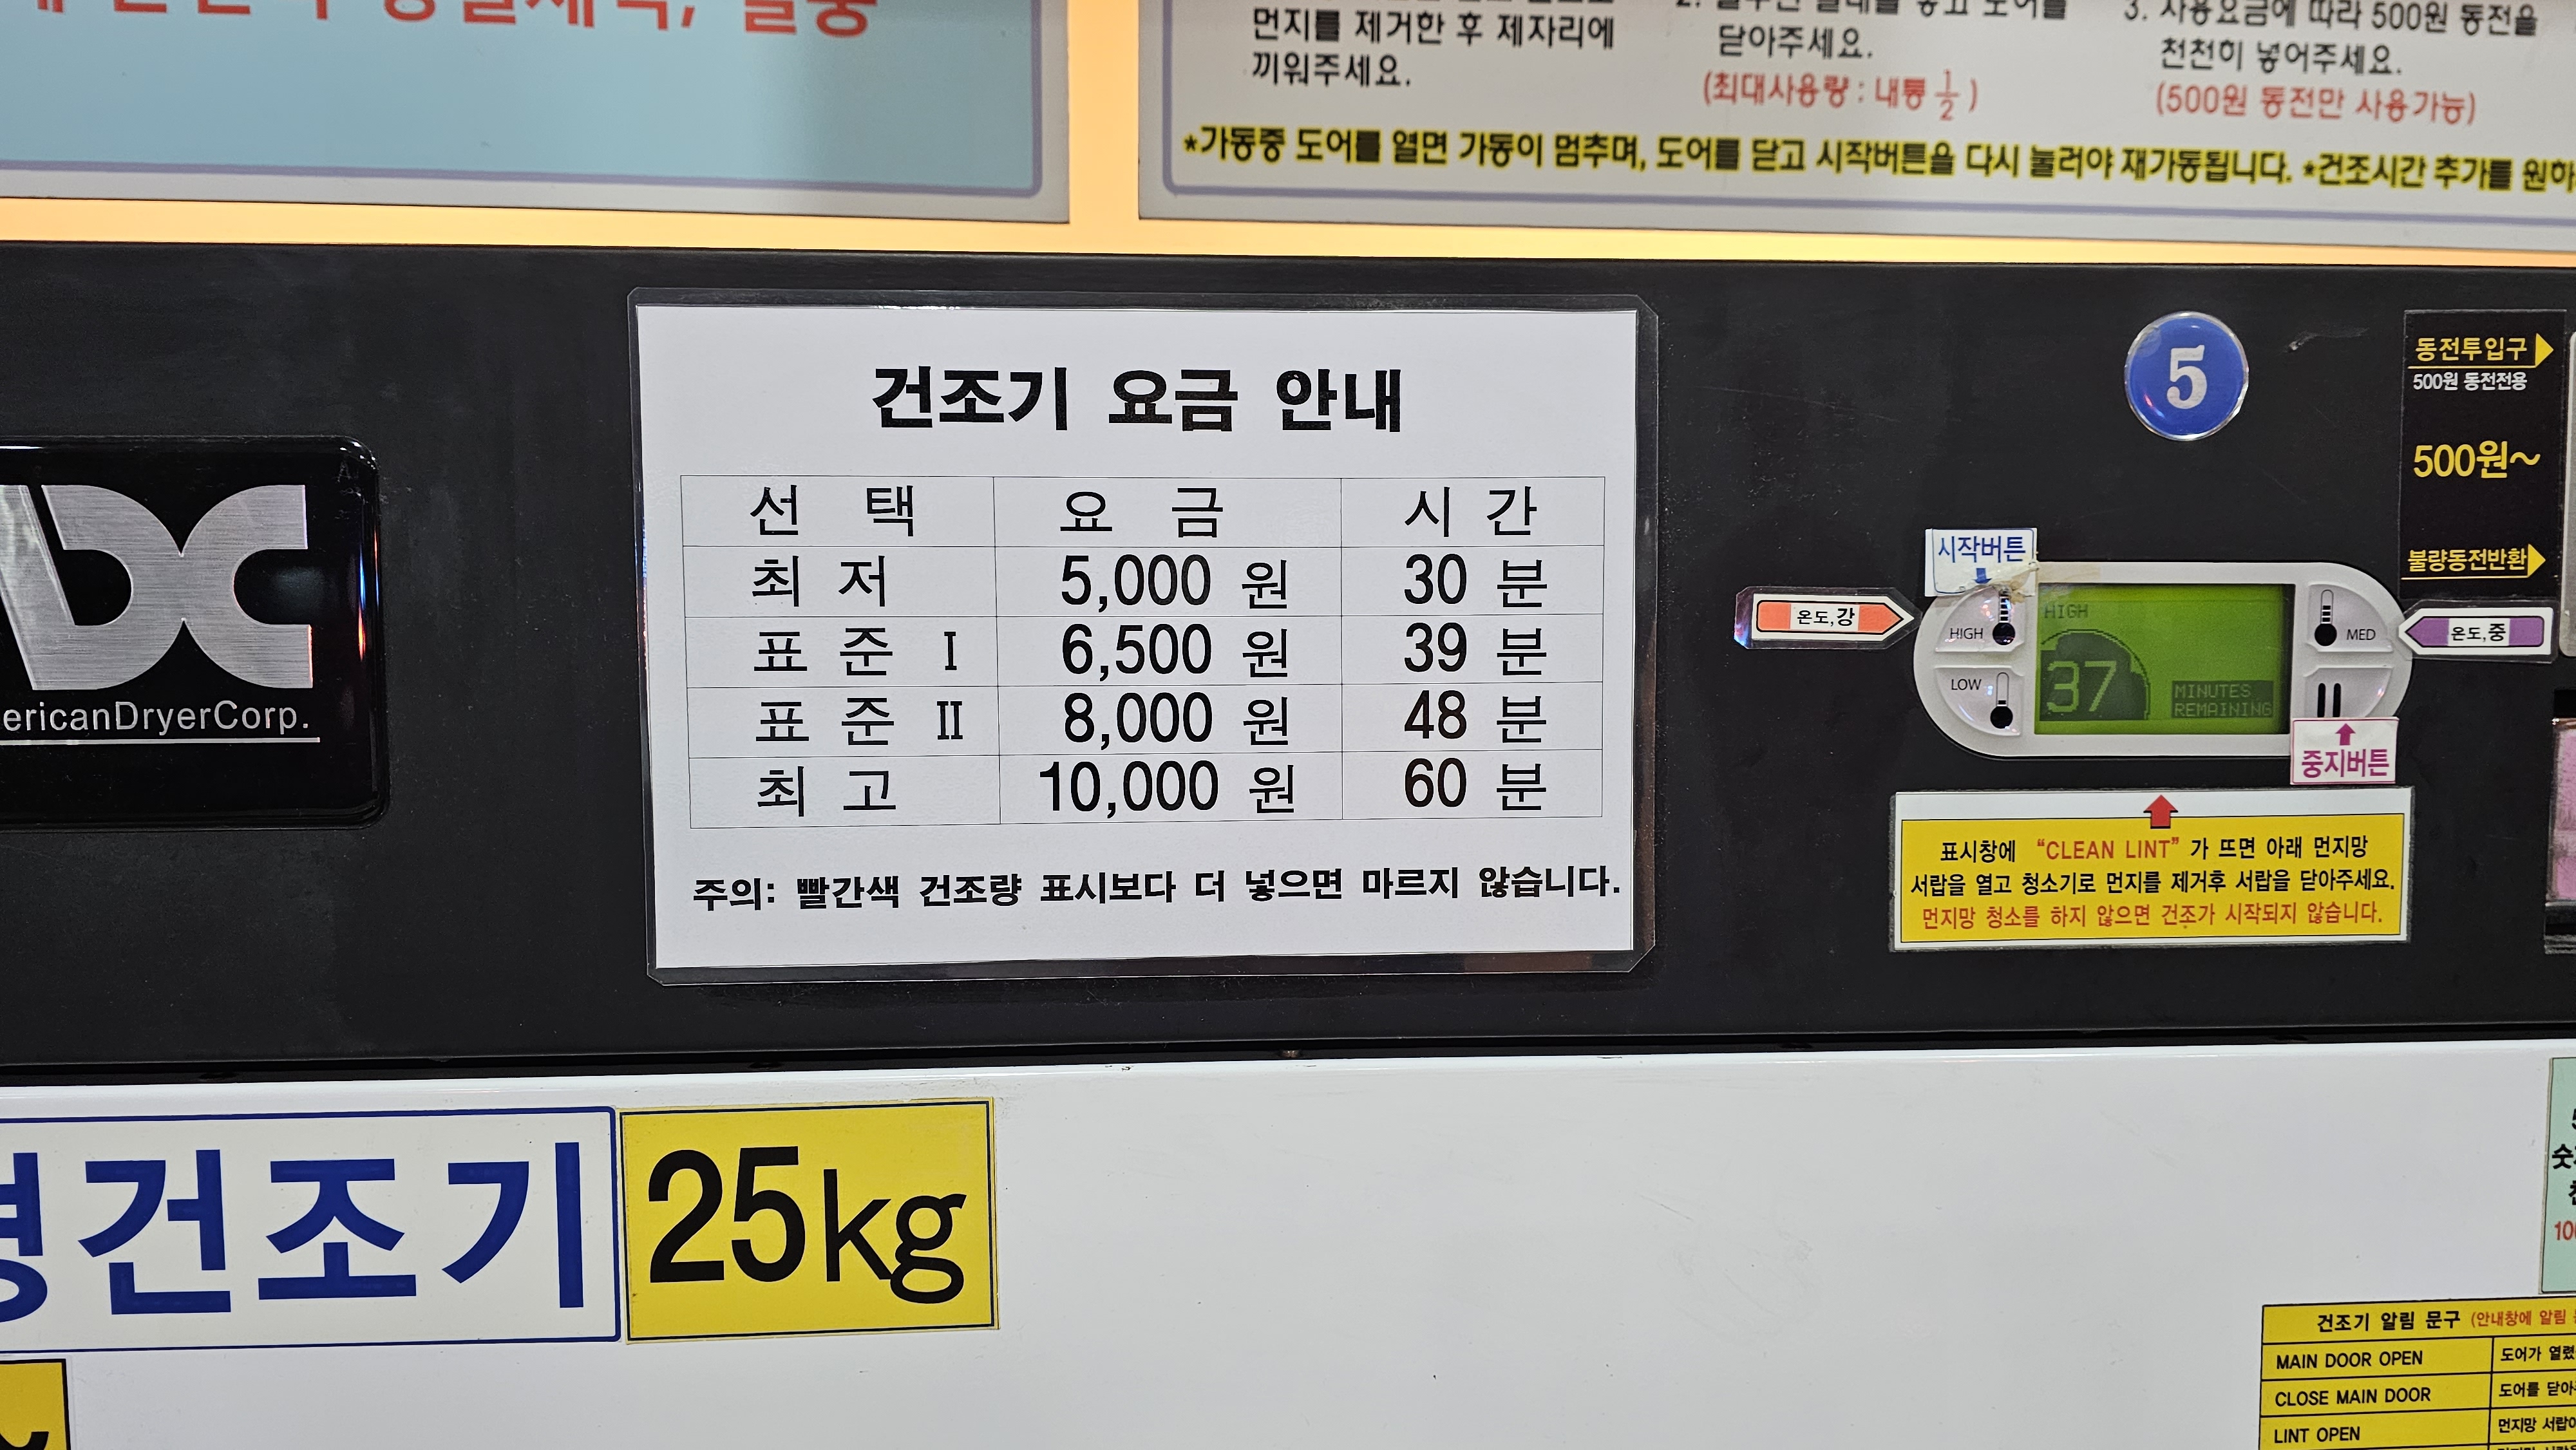 먼지를 제거한 후 제자리에
끼워주세요.
닫아주세요.
(최대사용량 : 내통 1/2 )
3. 사용요금에 따라 500원 동전을
천천히 넣어주세요.
(500원 동전만 사용가능)
*가동중 도어를 열면 가동이 멈추며, 도어를 닫고 시작버튼을 다시 눌러야 재가동됩니다. *건조시간 추가를 원하
ericanDryerCorp.
건조기 요금 안내
선 택 요 금 시 간
최 저 5,000 원 30 분
표 준 Ⅰ 6,500 원 39 분
표 준 Ⅱ 8,000 원 48 분
최 고 10,000 원 60 분
주의: 빨간색 건조량 표시보다 더 넣으면 마르지 않습니다.
5
동전투입구
500원 동전전용
500원~
불량동전반환
시작버튼
온도,강
HIGH
LOW
HIGH
37
MINUTES
REMAINING
MED
온도,중
중지버튼
표시창에 “CLEAN LINT” 가 뜨면 아래 먼지망
서랍을 열고 청소기로 먼지를 제거후 서랍을 닫아주세요.
먼지망 청소를 하지 않으면 건조가 시작되지 않습니다.
건조기
25kg
건조기 알림 문구 (안내창에 알림
MAIN DOOR OPEN 도어가 열렸
CLOSE MAIN DOOR 도어를 닫아
LINT OPEN 먼지망 서랍이